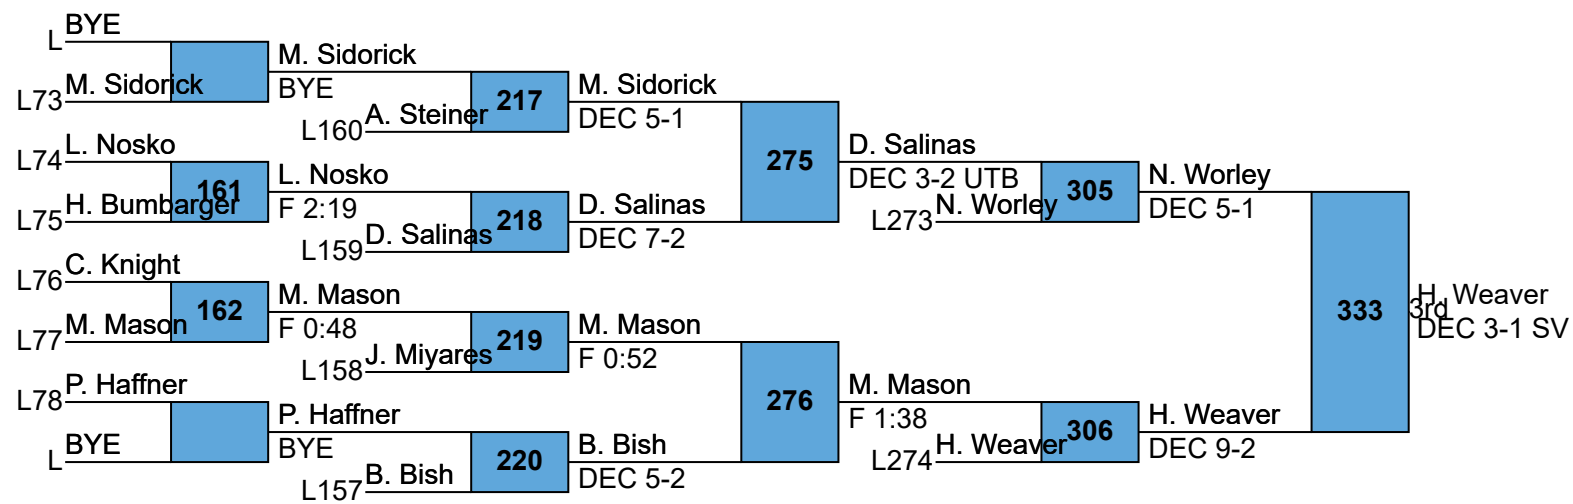 BYE
L
M. Sidorick
L73
M. Sidorick
BYE
217
A. Steiner
L160
M. Sidorick
DEC 5-1
L. Nosko
L74
161
H. Bumbarger
L75
L. Nosko
F 2:19
218
D. Salinas
L159
D. Salinas
DEC 7-2
275
D. Salinas
DEC 3-2 UTB
305
N. Worley
L273
N. Worley
DEC 5-1
C. Knight
L76
162
M. Mason
L77
M. Mason
F 0:48
219
J. Miyares
L158
M. Mason
F 0:52
P. Haffner
L78
BYE
L
P. Haffner
BYE
220
B. Bish
L157
B. Bish
DEC 5-2
276
M. Mason
F 1:38
306
H. Weaver
L274
H. Weaver
DEC 9-2
333
H. Weaver
3rd
DEC 3-1 SV